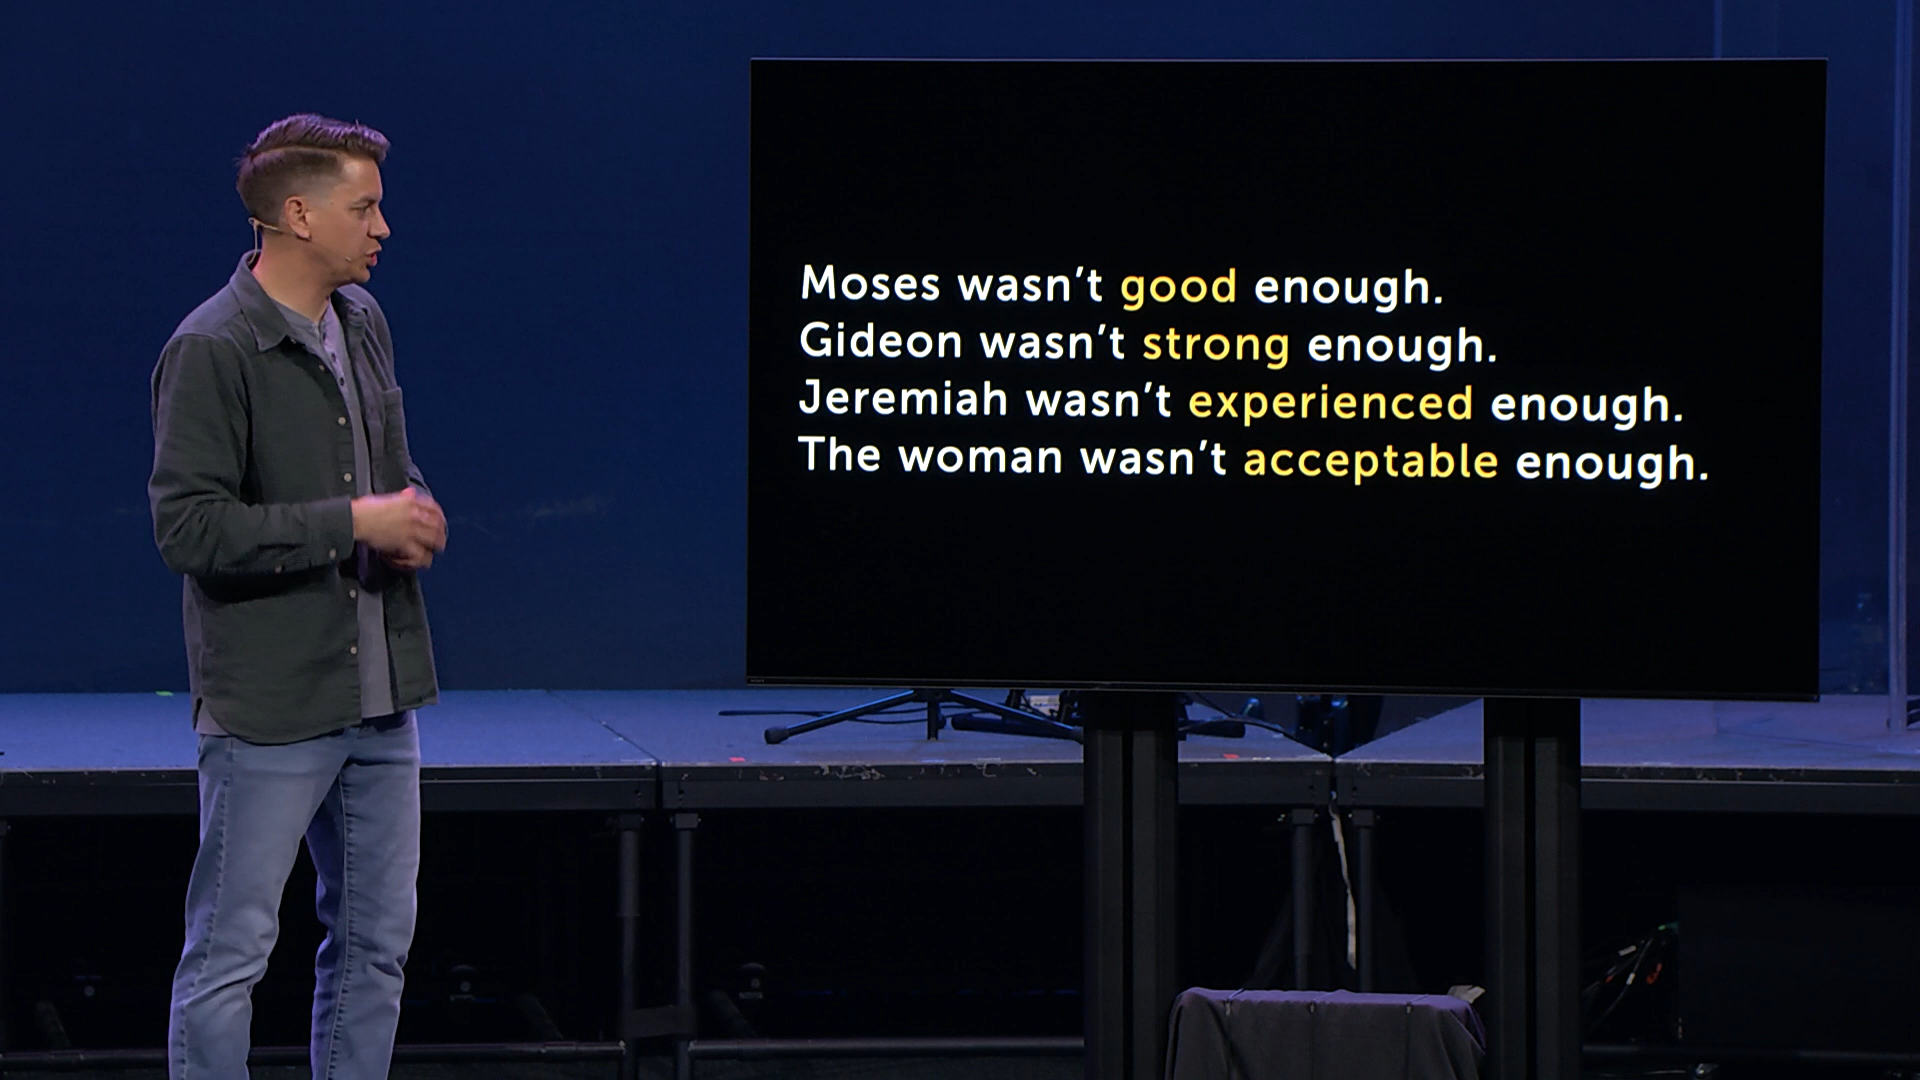 Moses wasn’t good enough.
Gideon wasn’t strong enough.
Jeremiah wasn’t experienced enough.
The woman wasn’t acceptable enough.